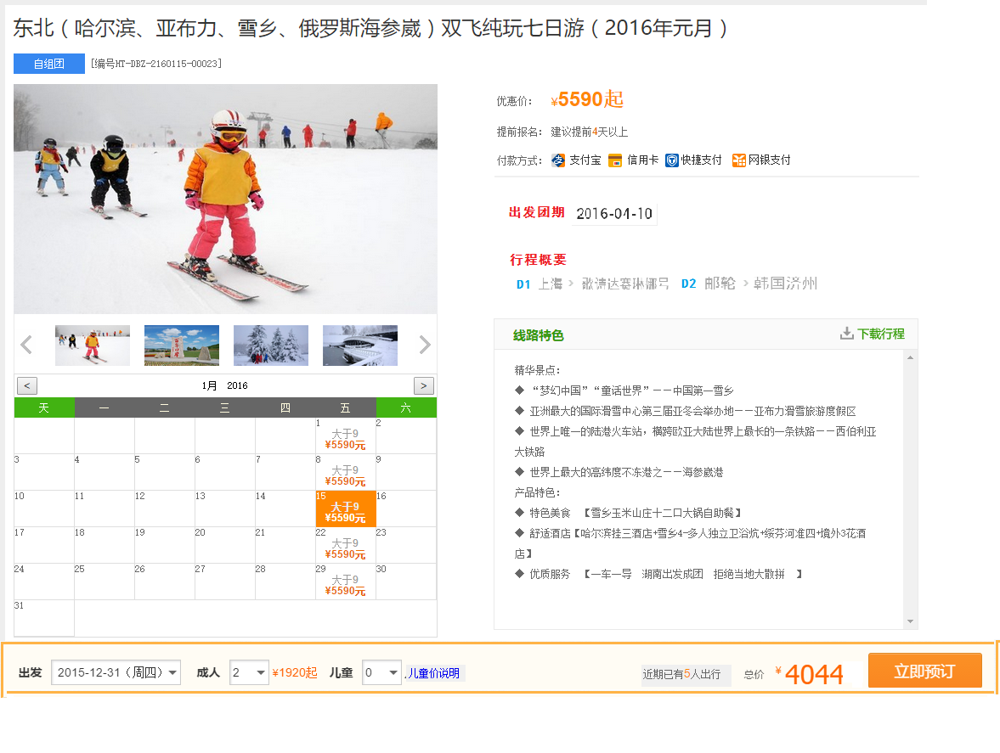 东北（哈尔滨、亚布力、雪乡、俄罗斯海参崴）双飞纯玩七日游（2016年元月）
自组团 [编号HT-DBZ-2160115-00023]
优惠价： ¥5590起
提前报名： 建议提前4天以上
付款方式： 支付宝 信用卡 快捷支付 网银支付
出发团期 2016-04-10
行程概要
D1 上海 > 歌诗达赛琳娜号 D2 邮轮 > 韩国济州
线路特色 下载行程
精华景点：
◆ “梦幻中国”“童话世界”－－中国第一雪乡
◆ 亚洲最大的国际滑雪中心第三届亚冬会举办地－－亚布力滑雪旅游度假区
◆ 世界上唯一的陆港火车站，横跨欧亚大陆世界上最长的一条铁路－－西伯利亚
大铁路
◆ 世界上最大的高纬度不冻港之－－海参崴港
产品特色：
◆ 特色美食 【雪乡玉米山庄十二口大锅自助餐】
◆ 舒适酒店【哈尔滨挂三酒店+雪乡4-多人独立卫浴炕+绥芬河准四+境外3花酒
店】
◆ 优质服务 【一车一导 湖南出发成团 拒绝当地大散拼 】
< 1月 2016 >
天 一 二 三 四 五 六
1 2
大于9
¥5590元
3 4 5 6 7 8 9
大于9
¥5590元
10 11 12 13 14 15 16
大于9
¥5590元
17 18 19 20 21 22 23
大于9
¥5590元
24 25 26 27 28 29 30
大于9
¥5590元
31
出发 2015-12-31（周四） 成人 2 ¥1920起 儿童 0 儿童价说明 近期已有5人出行 总价 ¥4044 立即预订